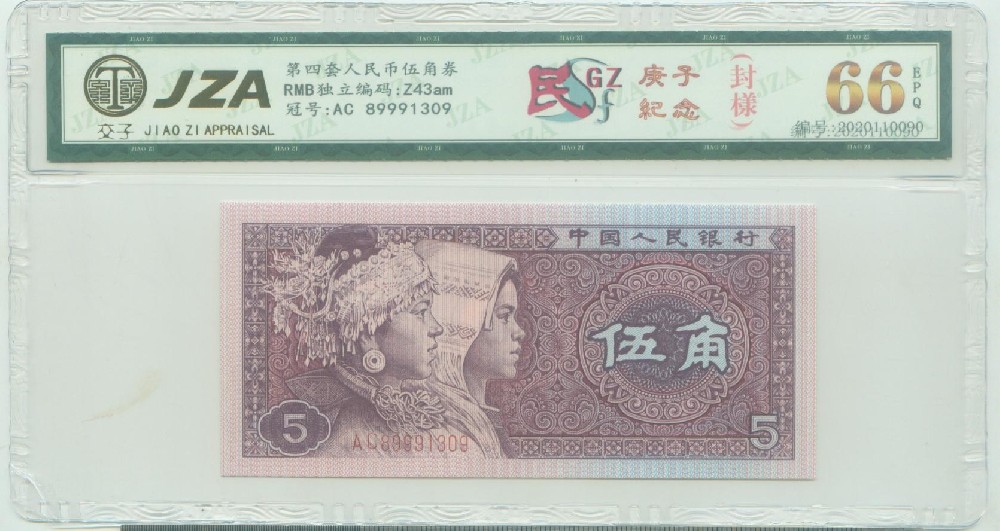 JZA
第四套人民币伍角券
RMB独立编码:Z43am
冠号:AC 89991309
交子 JIAO ZI APPRAISAL
民 GZ
f
庚子
紀念
(封樣)
66
EPQ
编号:2020110090
中国人民银行
伍角
5
AC89991309
5